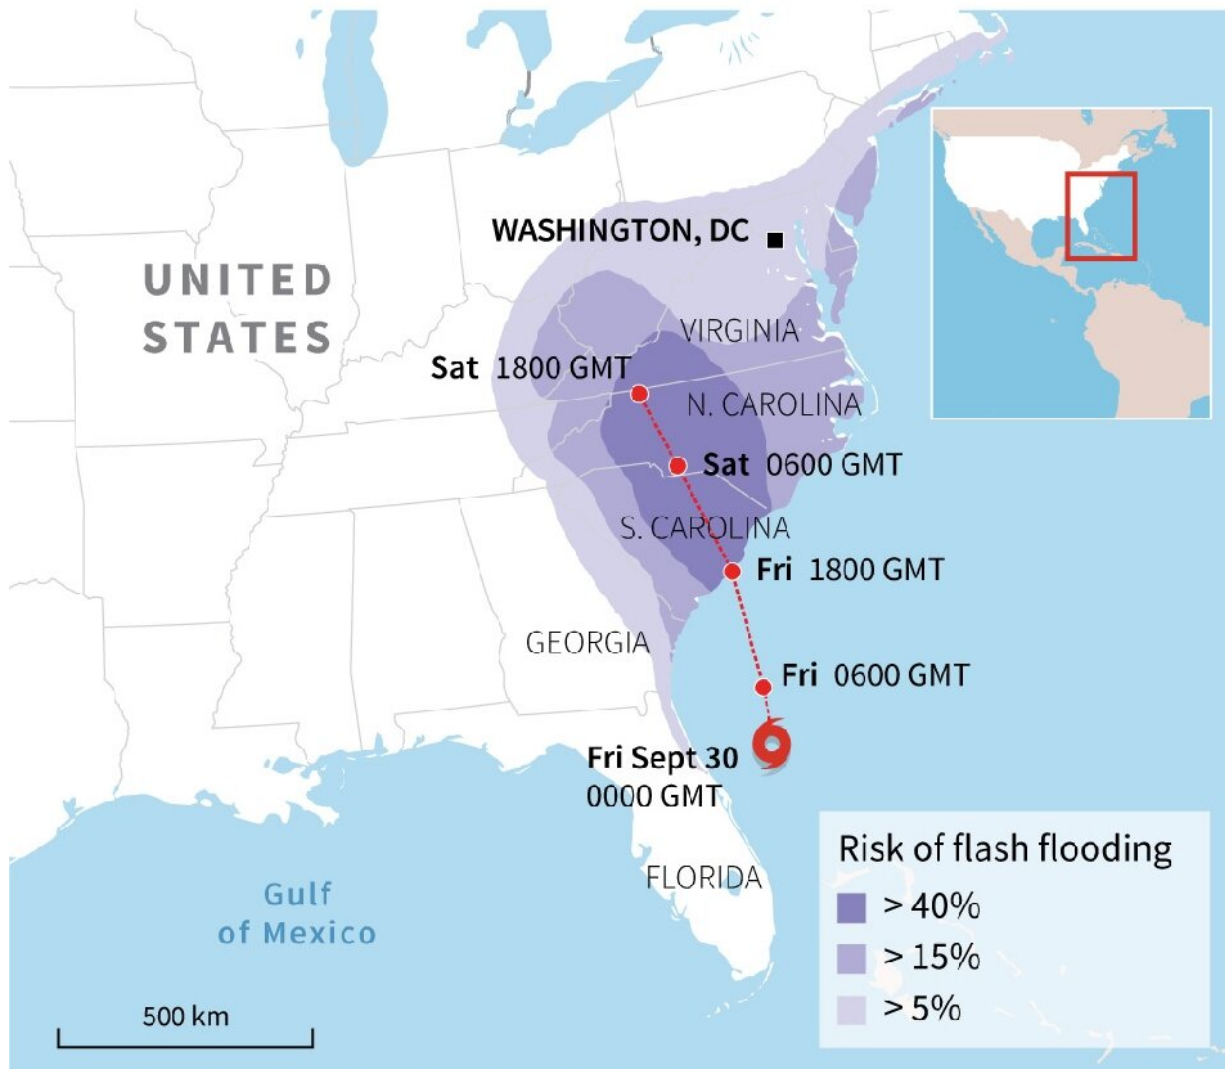 WASHINGTON, DC
UNITED
STATES
VIRGINIA
Sat 1800 GMT
N. CAROLINA
Sat 0600 GMT
S. CAROLINA
Fri 1800 GMT
GEORGIA
Fri 0600 GMT
Fri Sept 30
0000 GMT
FLORIDA
Gulf
of Mexico
500 km
Risk of flash flooding
> 40%
> 15%
> 5%